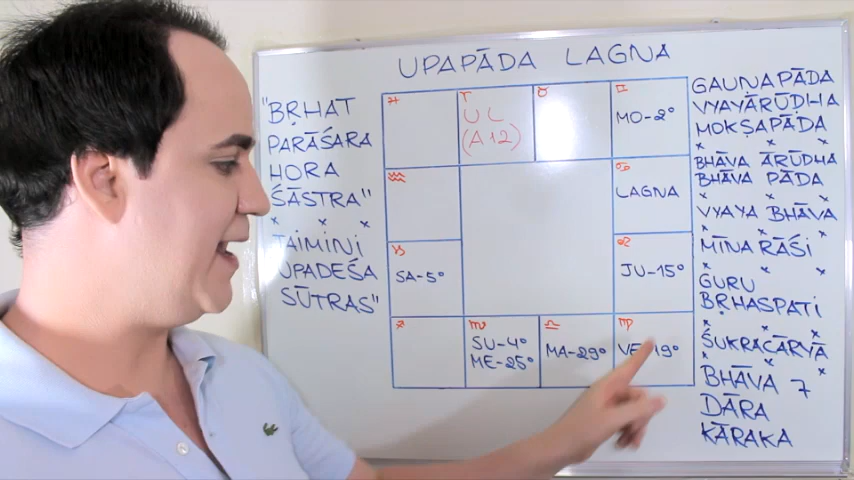 UPAPĀDA LAGNA
"BṚHAT
PARĀŚARA
HORA
ŚĀSTRA"
x x x
JAIMINI
UPADEŚA
SŪTRAS"
♓ ♈ ♉ ♊
UL
(A12)
MO-2°
♒ ♋
LAGNA
♑ ♌
SA-5°
JU-15°
♐ ♏ ♎ ♍
SU-4°
ME-25°
MA-29°
VE-19°
GAUNAPĀDA
VYAYĀRŪDHA
MOKṢAPĀDA
x x x
BHĀVA ĀRŪDHA
BHĀVA PĀDA
x x x
VYAYA BHĀVA
x x x
MĪNA RĀŚI
x x x
GURU
BṚHASPATI
x x x
ŚUKRACĀRYA
x x x
BHĀVA 7
DĀRA
KĀRAKA